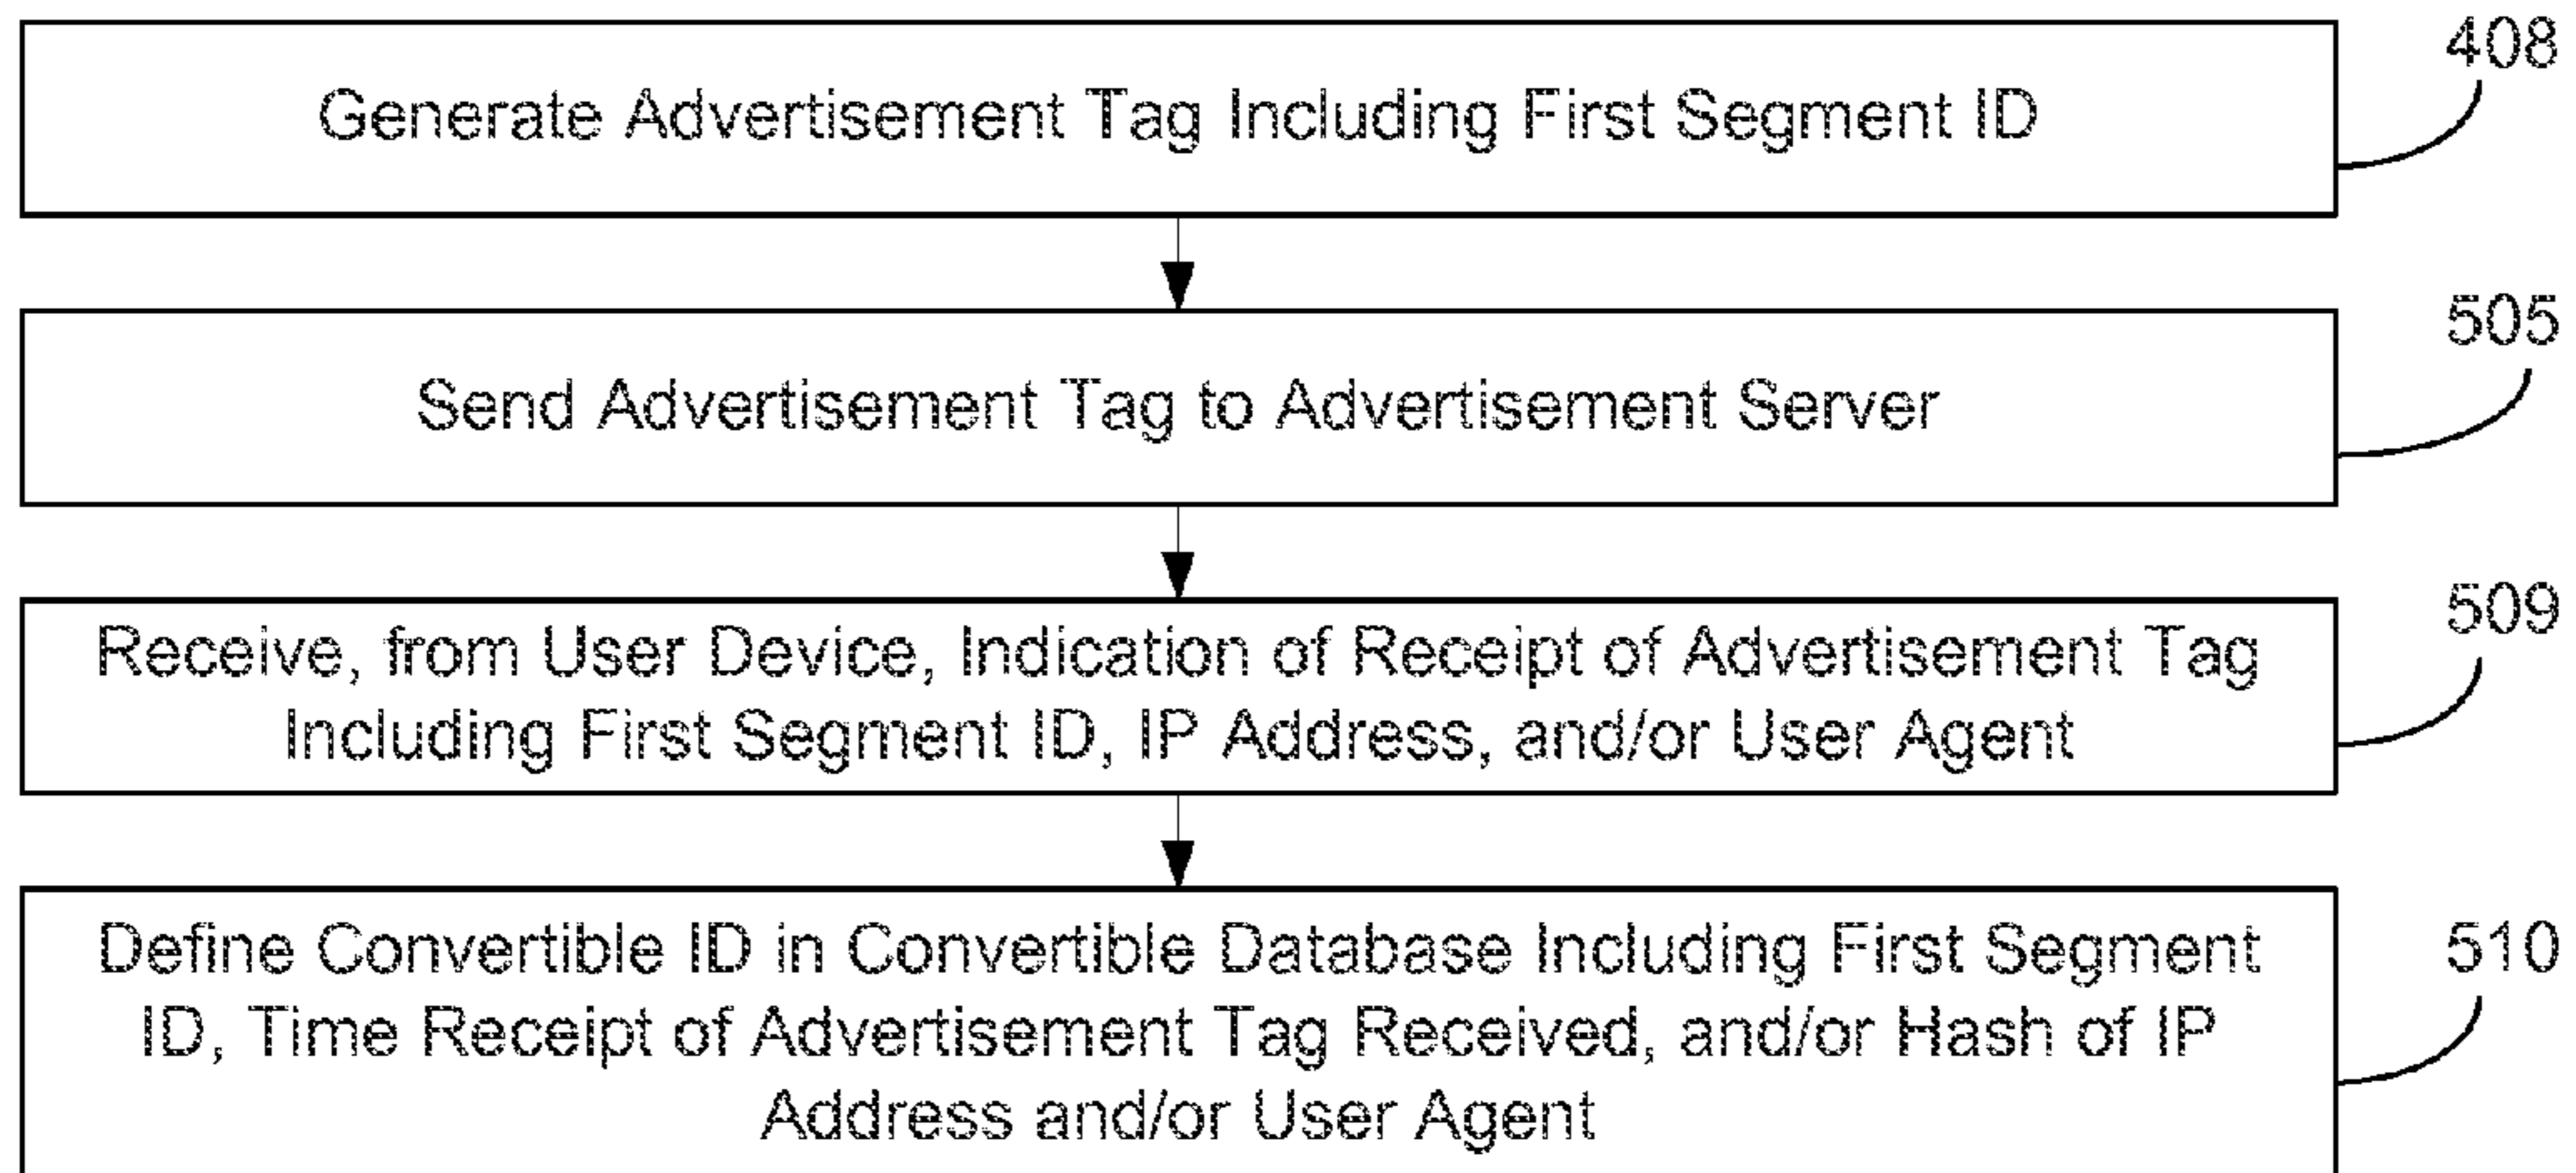 408
Generate Advertisement Tag Including First Segment ID
505
Send Advertisement Tag to Advertisement Server
509
Receive, from User Device, Indication of Receipt of Advertisement Tag
Including First Segment ID, IP Address, and/or User Agent
510
Define Convertible ID in Convertible Database Including First Segment
ID, Time Receipt of Advertisement Tag Received, and/or Hash of IP
Address and/or User Agent